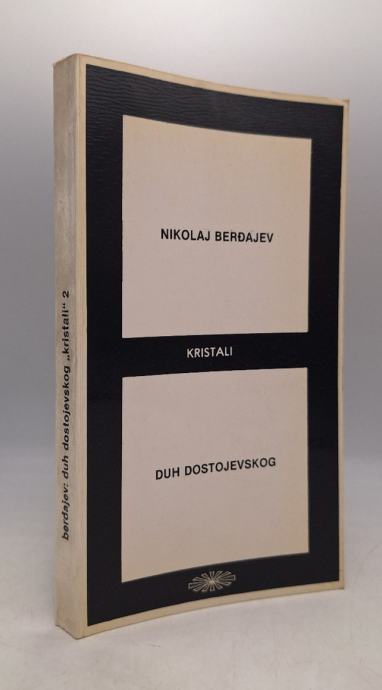 NIKOLAJ BERĐAJEV
KRISTALI
DUH DOSTOJEVSKOG
berđajev: duh dostojevskog „kristali“ 2